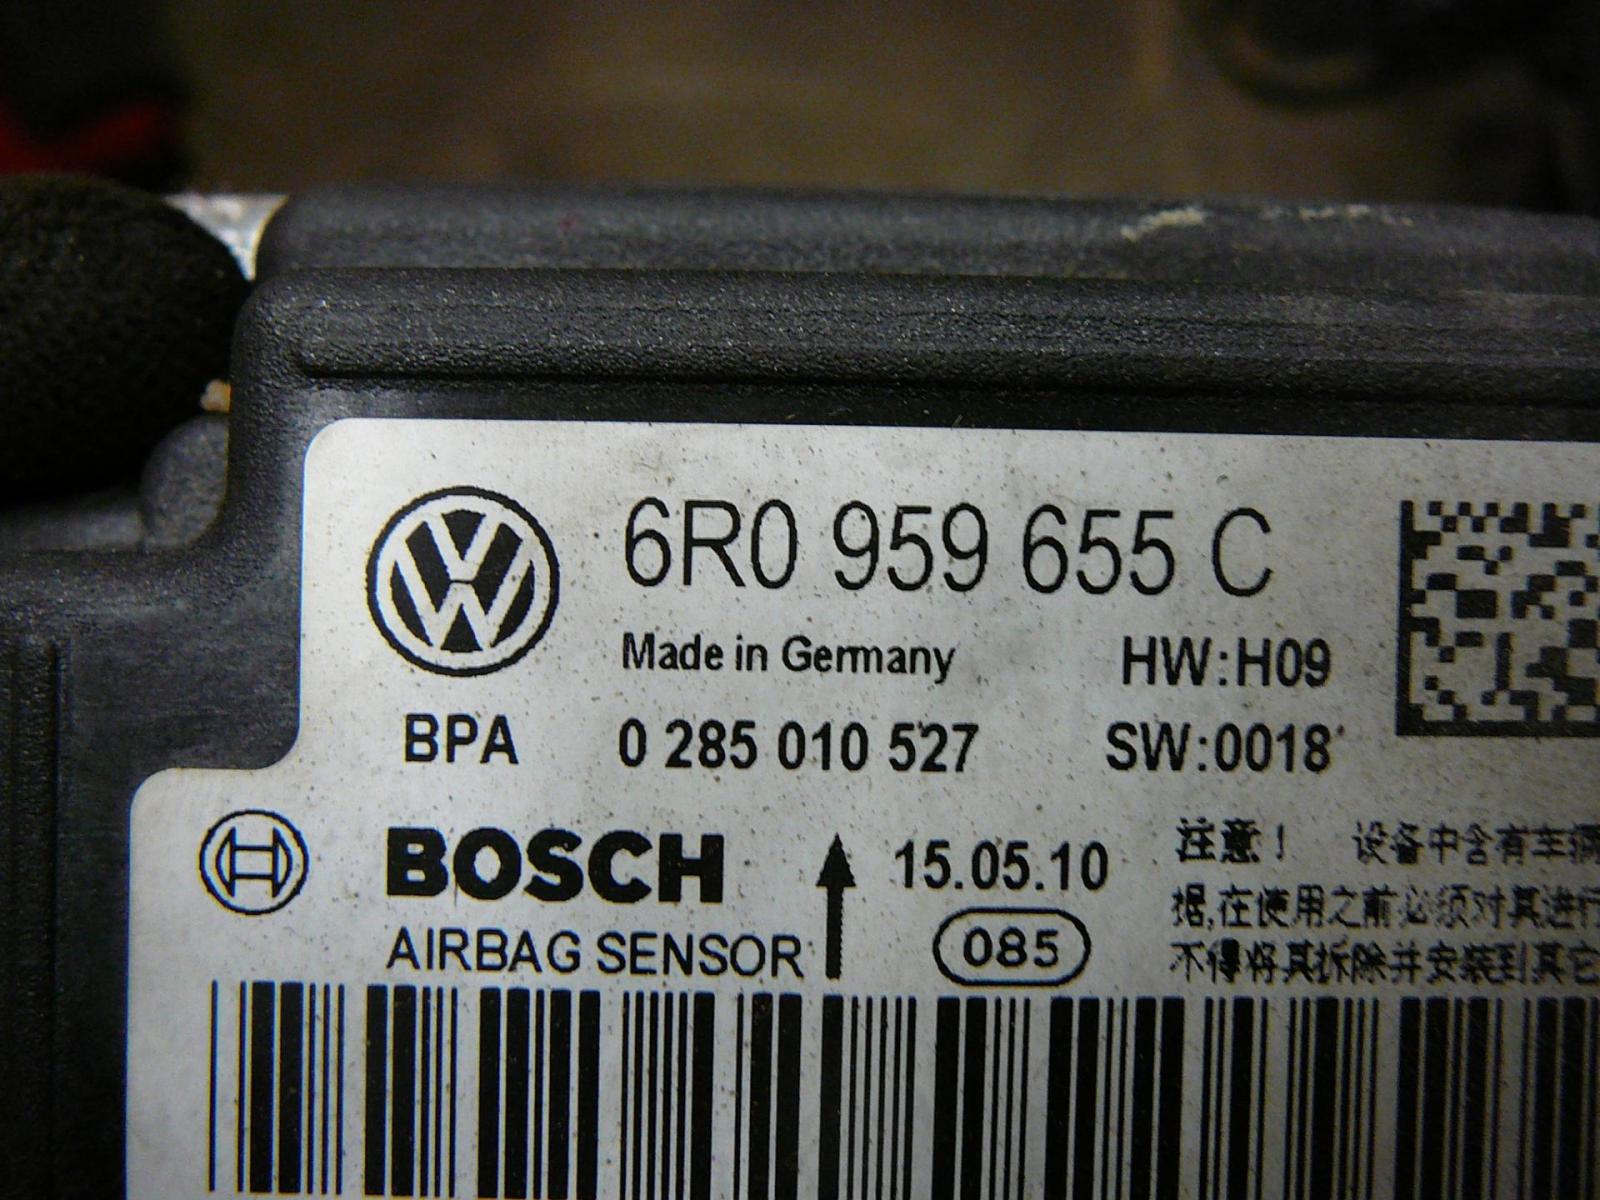 6R0 959 655 C
Made in Germany HW:H09
BPA 0 285 010 527 SW:0018
BOSCH 15.05.10
AIRBAG SENSOR 085
注意！ 设备中含有车辆
据,在使用之前必须对其进行
不得将其拆除并安装到其它